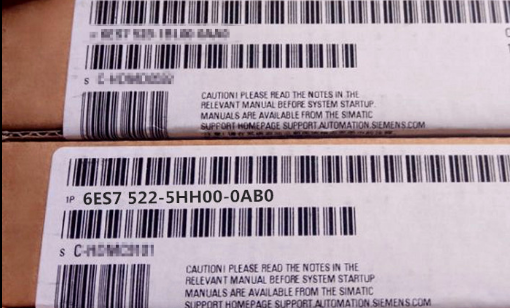 S
CAUTION! PLEASE READ THE NOTES IN THE
RELEVANT MANUAL BEFORE SYSTEM STARTUP.
MANUALS ARE AVAILABLE FROM THE SIMATIC
SUPPORT HOMEPAGE SUPPORT.AUTOMATION.SIEMENS.COM
1P 6ES7 522-5HH00-0AB0
S
CAUTION! PLEASE READ THE NOTES IN THE
RELEVANT MANUAL BEFORE SYSTEM STARTUP
MANUALS ARE AVAILABLE FROM THE SIMATIC
SUPPORT HOMEPAGE SUPPORT.AUTOMATION.SIEMENS.COM